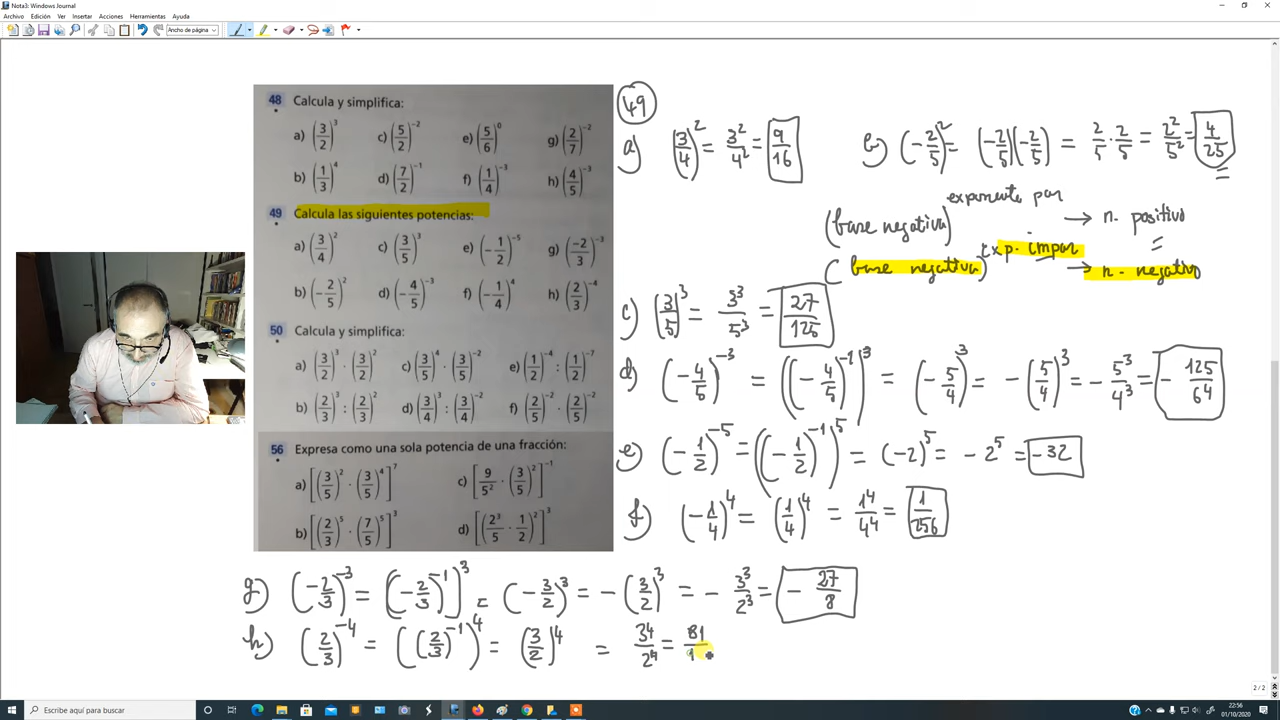 Nota3: Windows Journal
Archivo Edición Ver Insertar Acciones Herramientas Ayuda
Ancho de página
48 Calcula y simplifica:
a) (3/2)^3 c) (5/2)^-2 e) (5/6)^0 g) (2/7)^-2
b) (1/3)^4 d) (7/2)^-1 f) (1/4)^-3 h) (4/5)^-3
49 Calcula las siguientes potencias:
a) (3/4)^2 c) (3/5)^3 e) (-1/2)^-5 g) (-2/3)^-3
b) (-2/5)^2 d) (-4/5)^-3 f) (-1/4)^4 h) (2/3)^-4
50 Calcula y simplifica:
a) (3/2)^3 · (3/2)^2 c) (3/5)^4 · (3/5)^-2 e) (1/2)^-4 : (1/2)^-7
b) (2/3)^3 : (2/3)^2 d) (3/4)^4 : (3/4)^-2 f) (2/5)^-2 · (2/5)^-2
56 Expresa como una sola potencia de una fracción:
a) [(3/5)^2 · (3/5)^4]^7 c) [9/5^2 · (3/5)^2]^-1
b) [(2/3)^5 · (7/5)^5]^3 d) [(2^3/5 · 1/2)^2]^3
49
a) (3/4)^2 = 3^2/4^2 = 9/16
b) (-2/5)^2 = (-2/5)(-2/5) = 2/5 · 2/5 = 2^2/5^2 = 4/25
(base negativa)^exponente par → n. positivo
(base negativa)^exp. impar → n. negativo
c) (3/5)^3 = 3^3/5^3 = 27/125
d) (-4/5)^-3 = ((-4/5)^-1)^3 = (-5/4)^3 = -(5/4)^3 = -5^3/4^3 = -125/64
e) (-1/2)^-5 = ((-1/2)^-1)^5 = (-2)^5 = -2^5 = -32
f) (-1/4)^4 = (1/4)^4 = 1^4/4^4 = 1/256
g) (-2/3)^-3 = ((-2/3)^-1)^3 = (-3/2)^3 = -(3/2)^3 = -3^3/2^3 = -27/8
h) (2/3)^-4 = ((2/3)^-1)^4 = (3/2)^4 = 3^4/2^4 = 81/1
2 / 2
Escribe aquí para buscar
22:56
01/10/2020